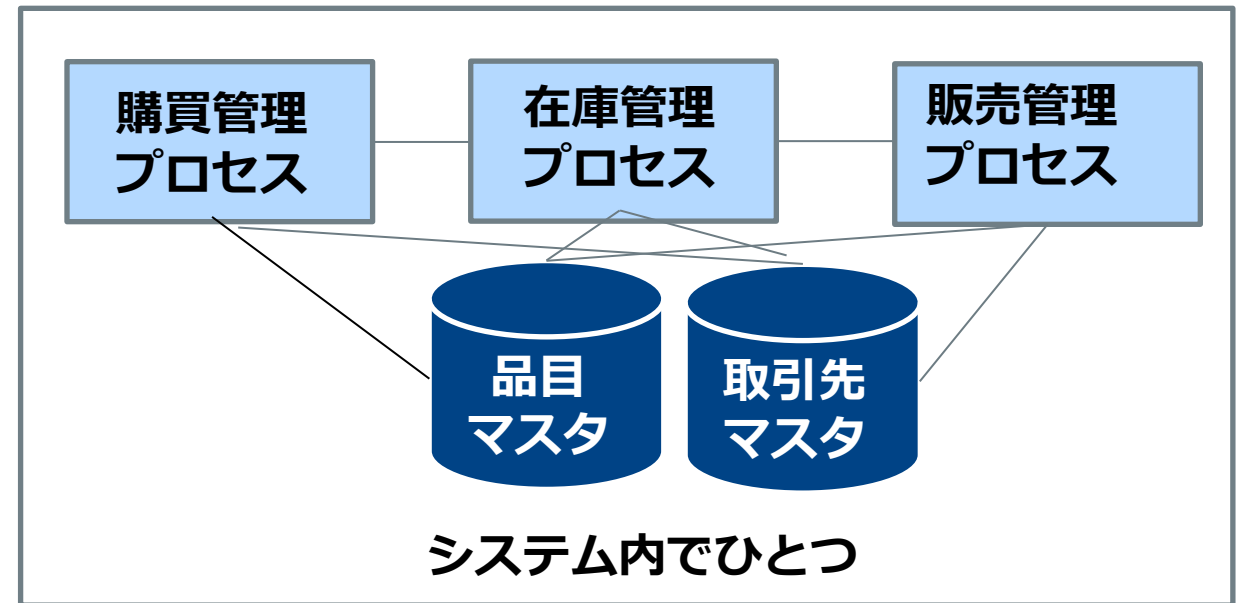 購買管理
プロセス
在庫管理
プロセス
販売管理
プロセス
品目
マスタ
取引先
マスタ
システム内でひとつ